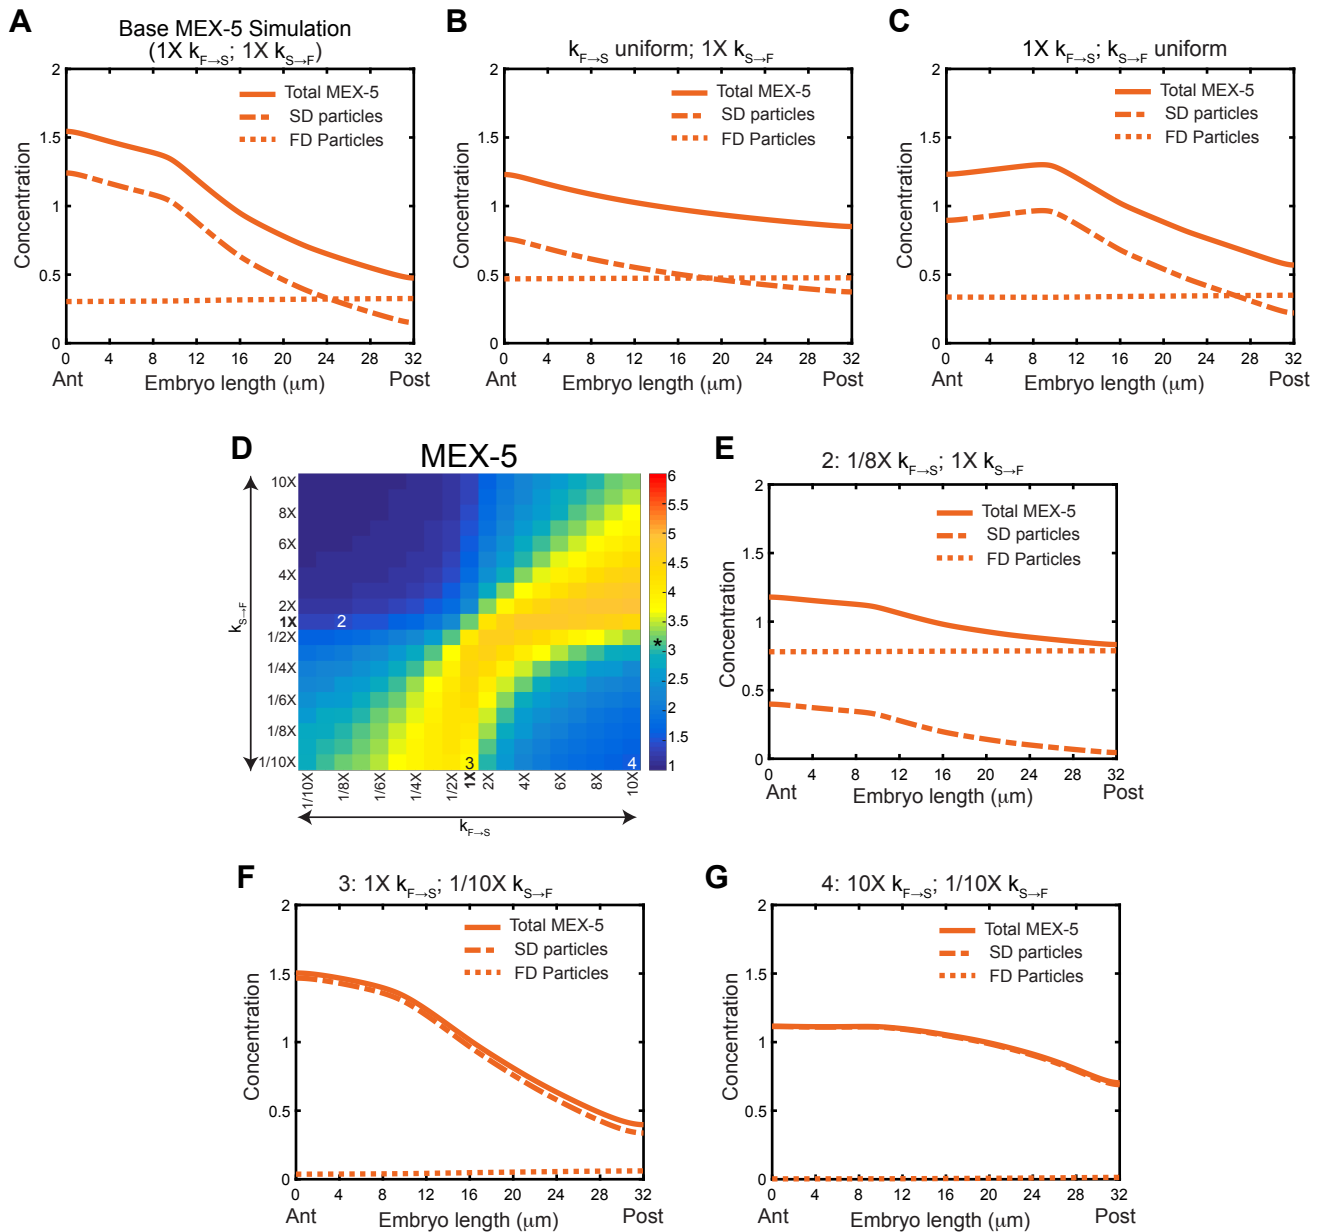 A
Base MEX-5 Simulation
(1X kF→S; 1X kS→F)
2
1.5
1
0.5
0
Concentration
Total MEX-5
SD particles
FD Particles
0 4 8 12 16 20 24 28 32
Ant Embryo length (μm) Post
B
kF→S uniform; 1X kS→F
2
1.5
1
0.5
0
Concentration
Total MEX-5
SD particles
FD Particles
0 4 8 12 16 20 24 28 32
Ant Embryo length (μm) Post
C
1X kF→S; kS→F uniform
2
1.5
1
0.5
0
Concentration
Total MEX-5
SD particles
FD Particles
0 4 8 12 16 20 24 28 32
Ant Embryo length (μm) Post
D
MEX-5
kS→F
10X
8X
6X
4X
2X
1X
1/2X
1/4X
1/6X
1/8X
1/10X
2
3
4
*
6
5.5
5
4.5
4
3.5
3
2.5
2
1.5
1
1/10X 1/8X 1/6X 1/4X 1/2X 1X 2X 4X 6X 8X 10X
kF→S
E
2: 1/8X kF→S; 1X kS→F
2
1.5
1
0.5
0
Concentration
Total MEX-5
SD particles
FD Particles
0 4 8 12 16 20 24 28 32
Ant Embryo length (μm) Post
F
3: 1X kF→S; 1/10X kS→F
2
1.5
1
0.5
0
Concentration
Total MEX-5
SD particles
FD Particles
0 4 8 12 16 20 24 28 32
Ant Embryo length (μm) Post
G
4: 10X kF→S; 1/10X kS→F
2
1.5
1
0.5
0
Concentration
Total MEX-5
SD particles
FD Particles
0 4 8 12 16 20 24 28 32
Ant Embryo length (μm) Post